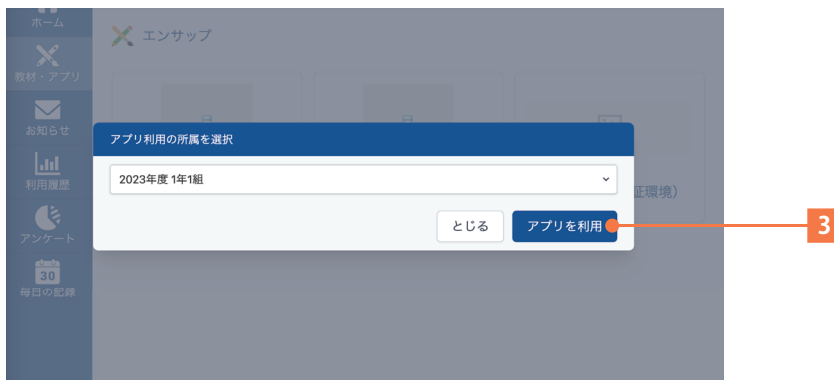 ホーム
エンサップ
教材・アプリ
お知らせ
アプリ利用の所属を選択
2023年度 1年1組
利用履歴
証環境）
とじる
アプリを利用
3
アンケート
30
毎日の記録